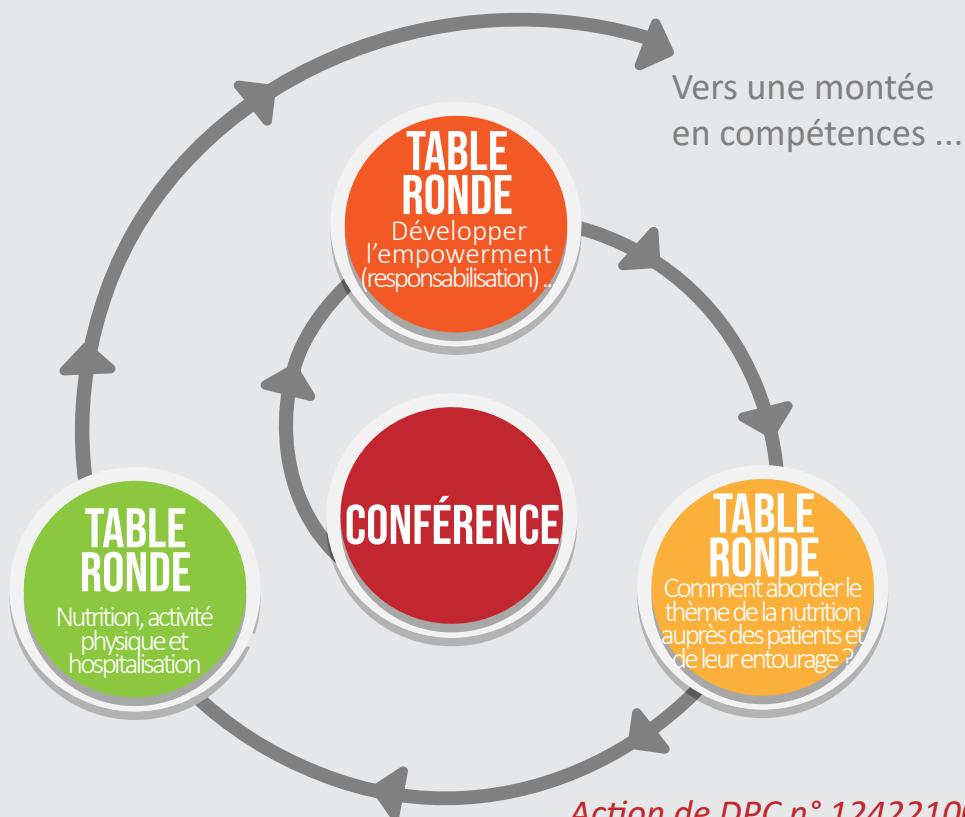 Vers une montée
en compétences ...
TABLE
RONDE
Développer
l'empowerment
(responsabilisation) ...
CONFÉRENCE
TABLE
RONDE
Comment aborder le
thème de la nutrition
auprès des patients et
de leur entourage ?
TABLE
RONDE
Nutrition, activité
physique et
hospitalisation
Action de DPC n°